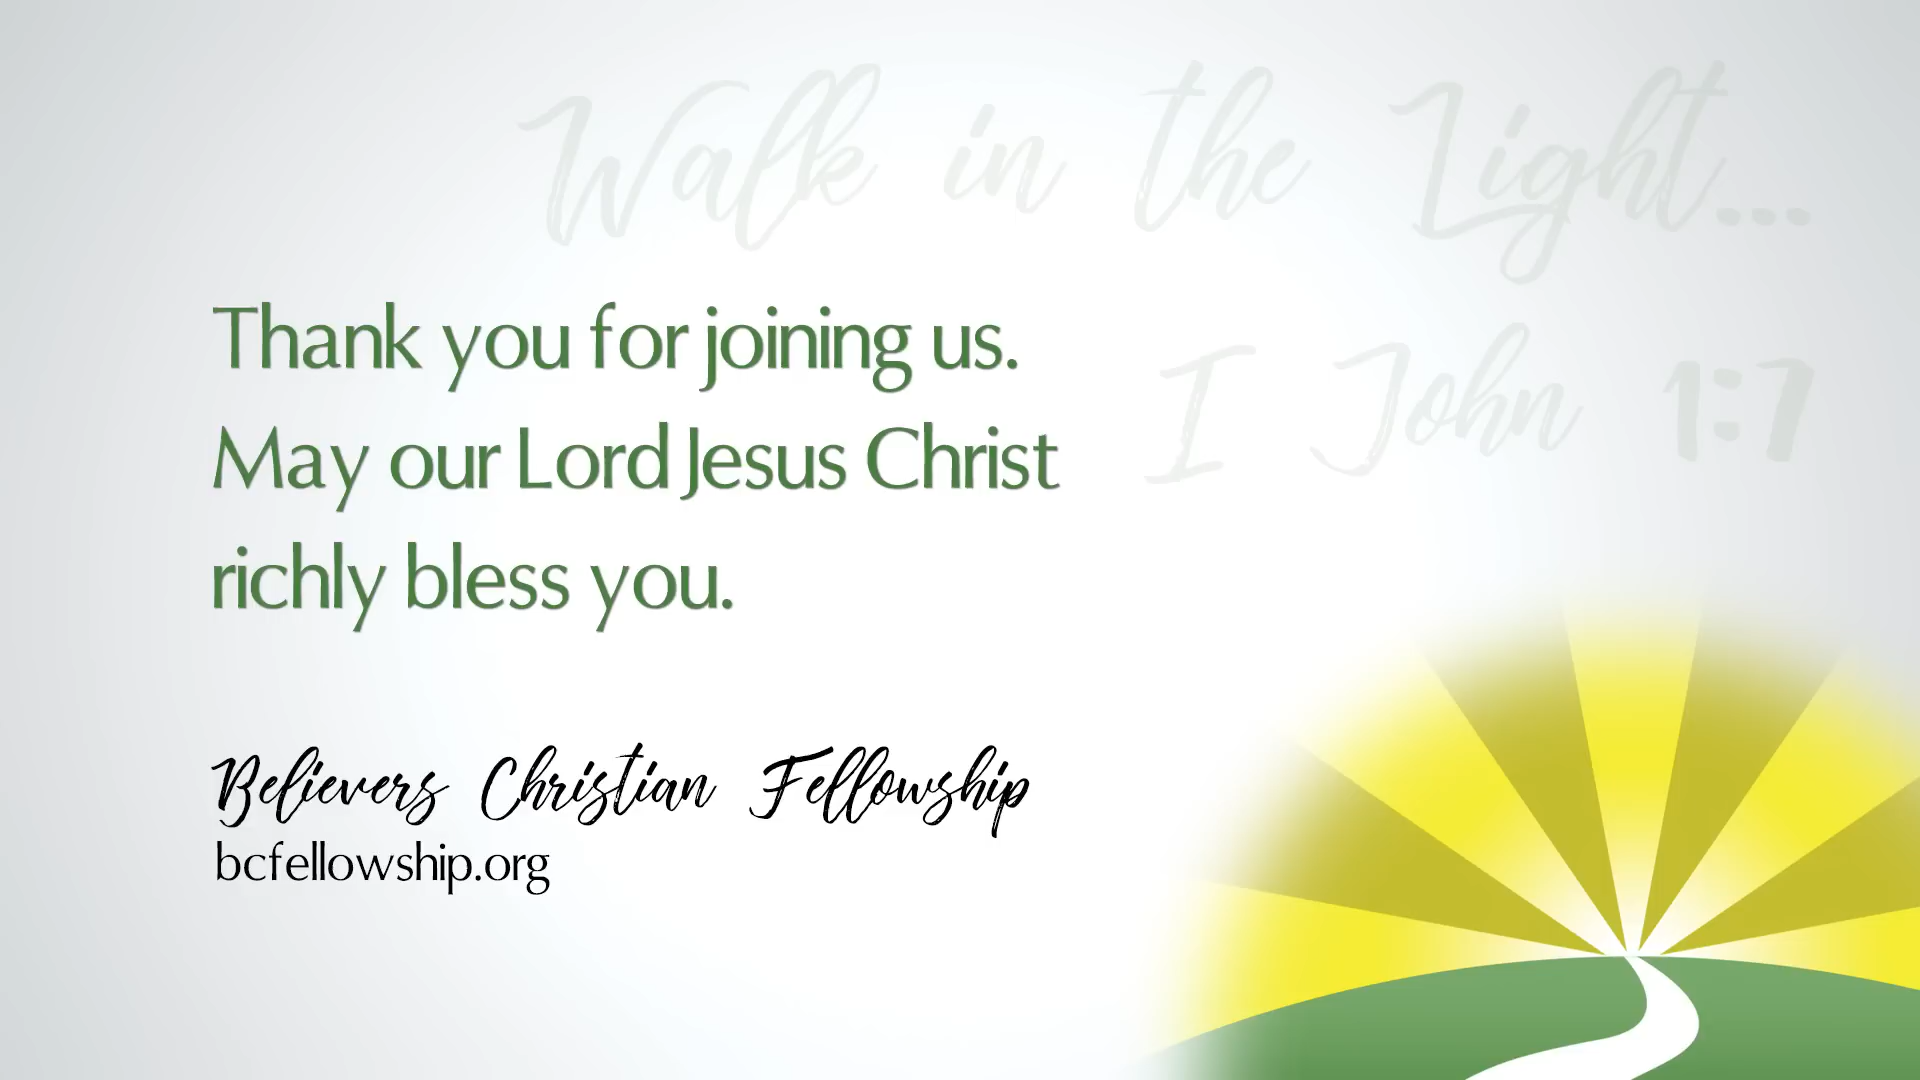 Walk in the Light...
I John 1:7
Thank you for joining us.
May our Lord Jesus Christ
richly bless you.
Believers Christian Fellowship
bcfellowship.org